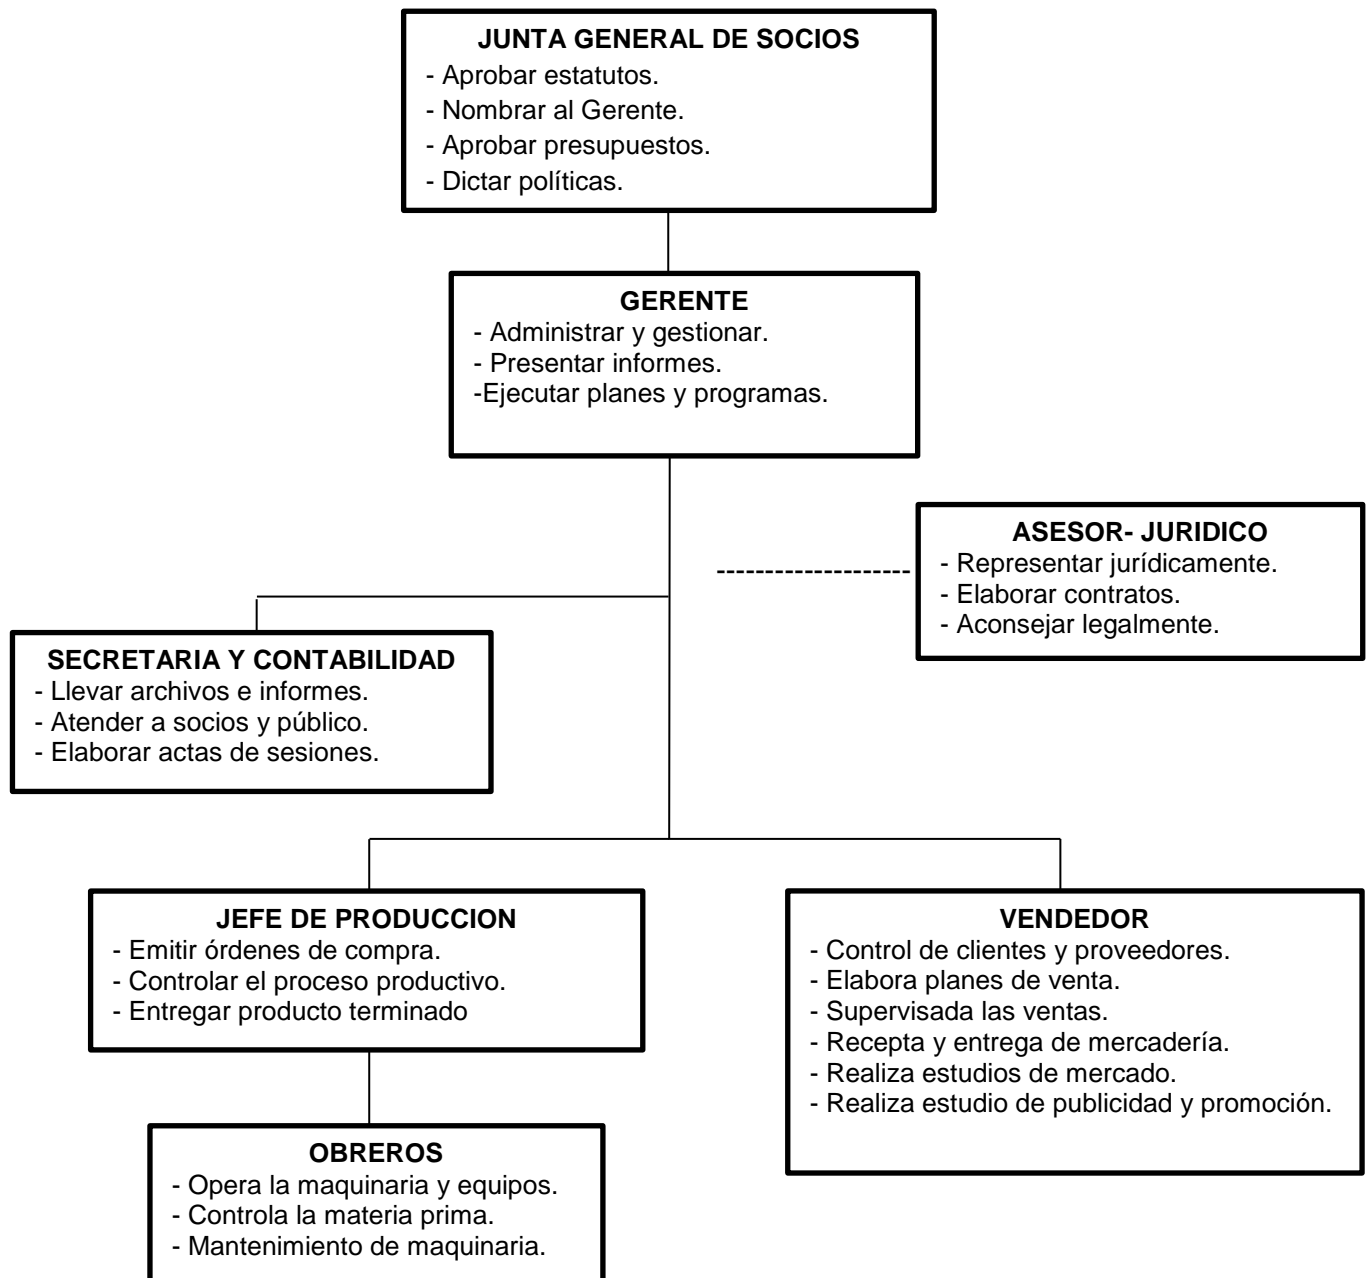 JUNTA GENERAL DE SOCIOS
- Aprobar estatutos.
- Nombrar al Gerente.
- Aprobar presupuestos.
- Dictar políticas.
GERENTE
- Administrar y gestionar.
- Presentar informes.
-Ejecutar planes y programas.
ASESOR- JURIDICO
- Representar jurídicamente.
- Elaborar contratos.
- Aconsejar legalmente.
SECRETARIA Y CONTABILIDAD
- Llevar archivos e informes.
- Atender a socios y público.
- Elaborar actas de sesiones.
JEFE DE PRODUCCION
- Emitir órdenes de compra.
- Controlar el proceso productivo.
- Entregar producto terminado
VENDEDOR
- Control de clientes y proveedores.
- Elabora planes de venta.
- Supervisada las ventas.
- Recepta y entrega de mercadería.
- Realiza estudios de mercado.
- Realiza estudio de publicidad y promoción.
OBREROS
- Opera la maquinaria y equipos.
- Controla la materia prima.
- Mantenimiento de maquinaria.